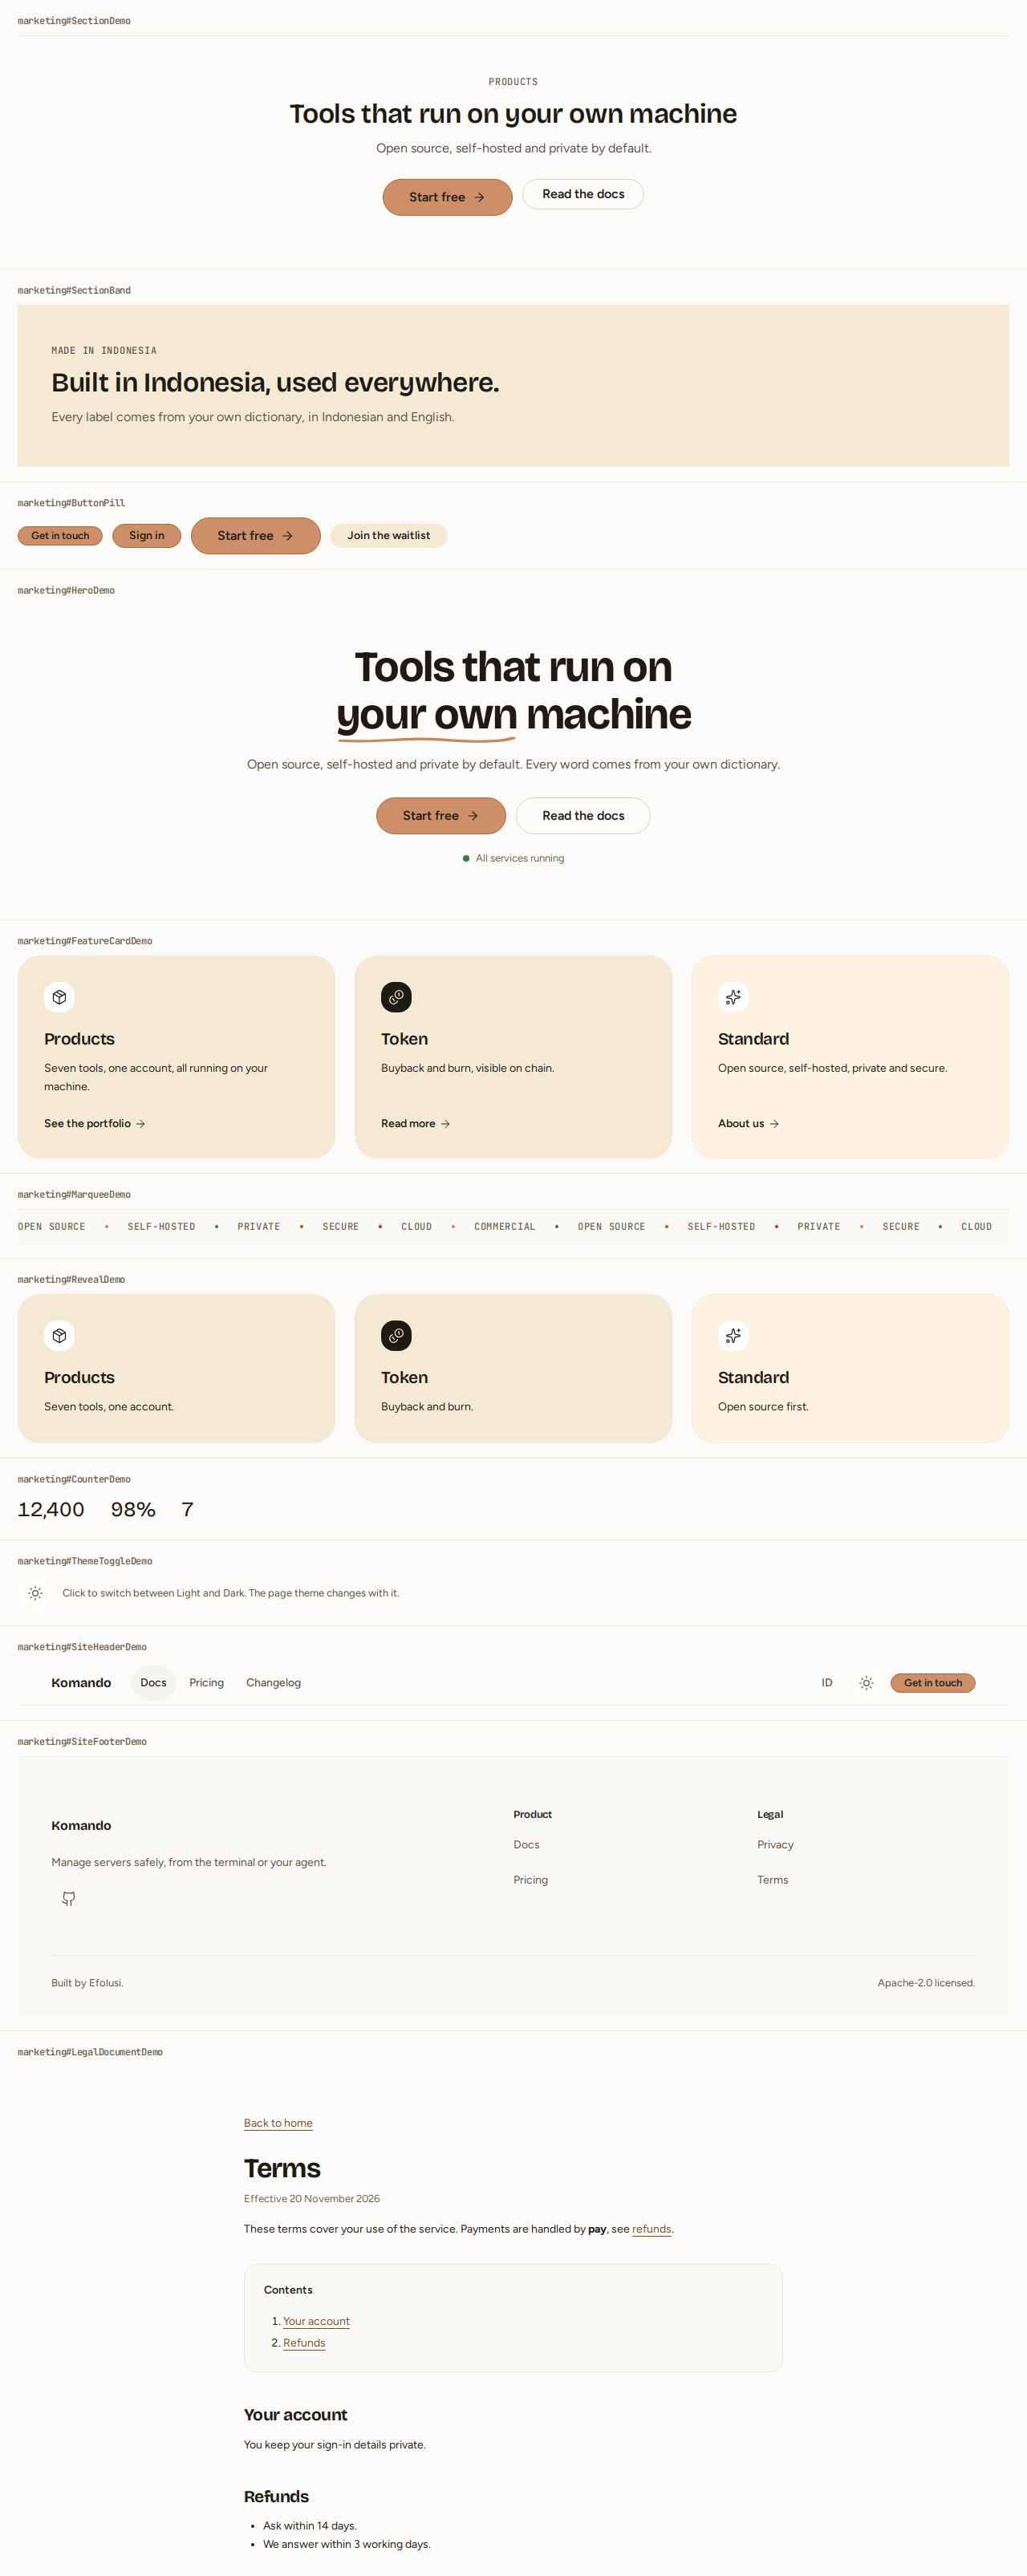 marketing#SectionDemo
PRODUCTS
Tools that run on your own machine
Open source, self-hosted and private by default.
Start free
Read the docs
marketing#SectionBand
MADE IN INDONESIA
Built in Indonesia, used everywhere.
Every label comes from your own dictionary, in Indonesian and English.
marketing#ButtonPill
Get in touch
Sign in
Start free
Join the waitlist
marketing#HeroDemo
Tools that run on
your own machine
Open source, self-hosted and private by default. Every word comes from your own dictionary.
Start free
Read the docs
All services running
marketing#FeatureCardDemo
Products
Seven tools, one account, all running on your
machine.
See the portfolio
Token
Buyback and burn, visible on chain.
Read more
Standard
Open source, self-hosted, private and secure.
About us
marketing#MarqueeDemo
OPEN SOURCE • SELF-HOSTED • PRIVATE • SECURE • CLOUD • COMMERCIAL • OPEN SOURCE • SELF-HOSTED • PRIVATE • SECURE • CLOUD
marketing#RevealDemo
Products
Seven tools, one account.
Token
Buyback and burn.
Standard
Open source first.
marketing#CounterDemo
12,400 98% 7
marketing#ThemeToggleDemo
Click to switch between Light and Dark. The page theme changes with it.
marketing#SiteHeaderDemo
Komando Docs Pricing Changelog ID Get in touch
marketing#SiteFooterDemo
Komando
Manage servers safely, from the terminal or your agent.
Product
Docs
Pricing
Legal
Privacy
Terms
Built by Efolusi.
Apache-2.0 licensed.
marketing#LegalDocumentDemo
Back to home
Terms
Effective 20 November 2026
These terms cover your use of the service. Payments are handled by pay, see refunds.
Contents
1. Your account
2. Refunds
Your account
You keep your sign-in details private.
Refunds
• Ask within 14 days.
• We answer within 3 working days.